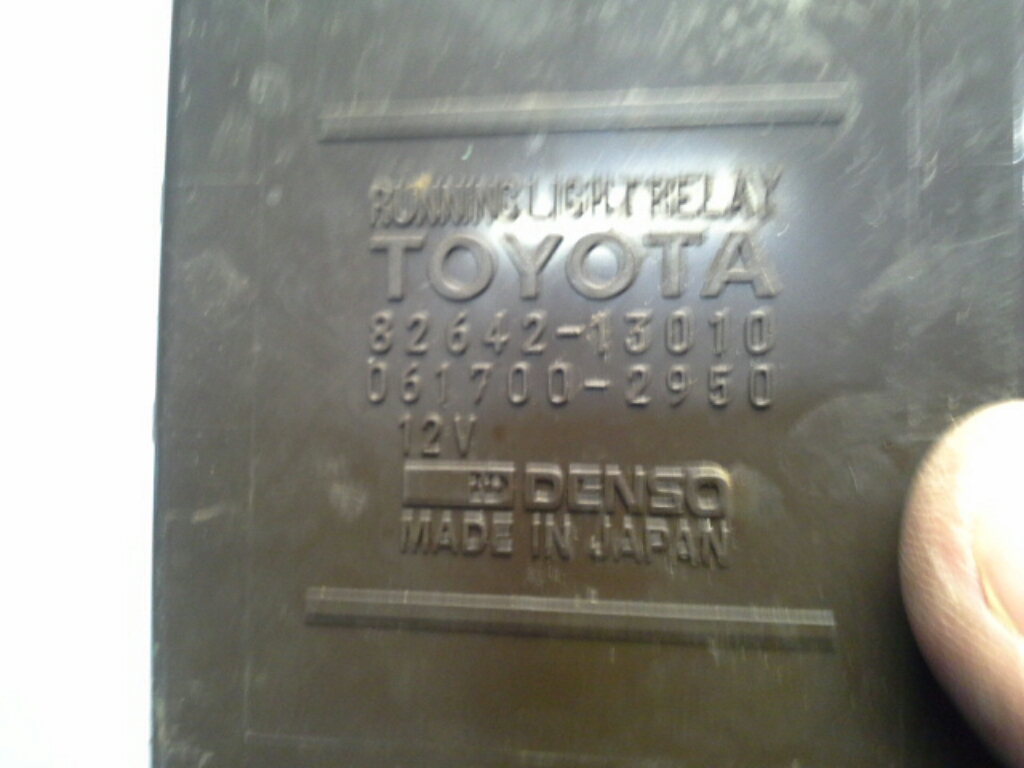 RUNNING LIGHT RELAY
TOYOTA
82642-13010
061700-2950
12V
DENSO
MADE IN JAPAN